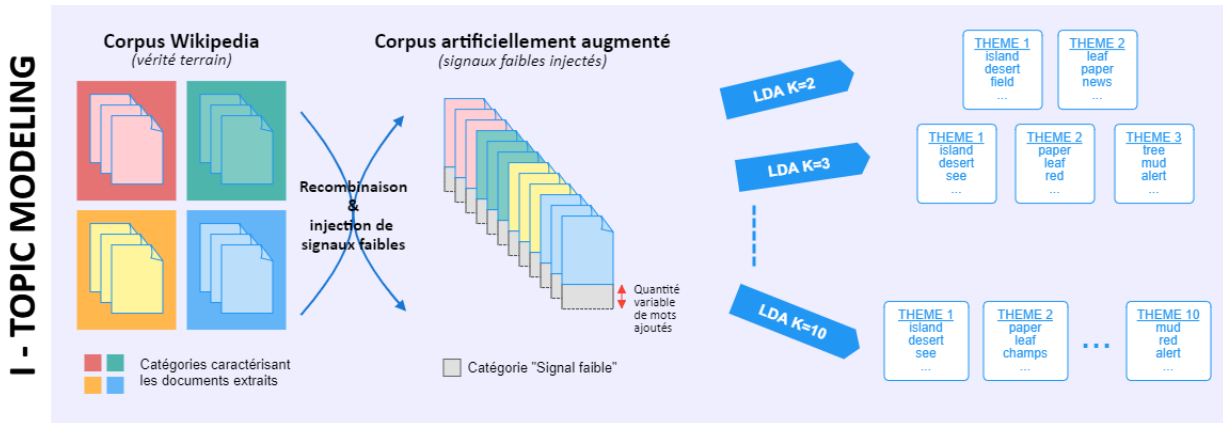 I - TOPIC MODELING
Corpus Wikipedia
(vérité terrain)
Catégories caractérisant
les documents extraits
Recombinaison
&
injection de
signaux faibles
Corpus artificiellement augmenté
(signaux faibles injectés)
Quantité
variable
de mots
ajoutés
Catégorie "Signal faible"
LDA K=2
THEME 1
island
desert
field
...
THEME 2
leaf
paper
news
...
LDA K=3
THEME 1
island
desert
see
...
THEME 2
paper
leaf
red
...
THEME 3
tree
mud
alert
...
LDA K=10
THEME 1
island
desert
see
...
THEME 2
paper
leaf
champs
...
...
THEME 10
mud
red
alert
...